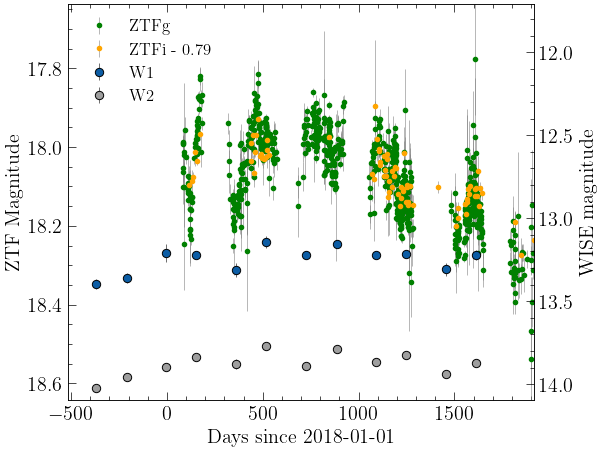 ZTFg
ZTFi - 0.79
W1
W2
17.8
18.0
18.2
18.4
18.6
12.0
12.5
13.0
13.5
14.0
ZTF Magnitude
WISE magnitude
−500
0
500
1000
1500
Days since 2018-01-01